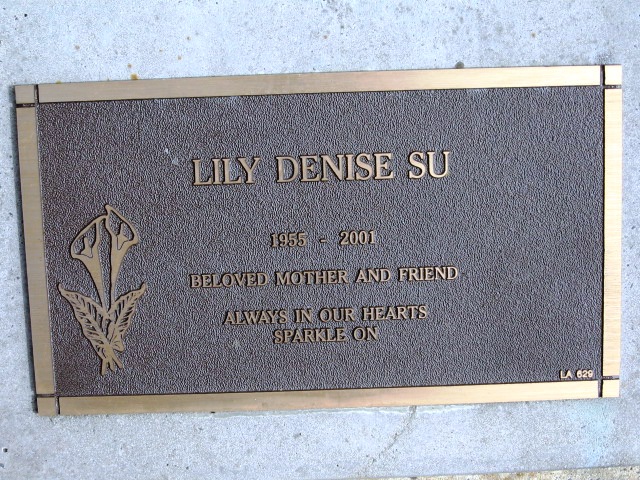 LILY DENISE SU
1955 - 2001
BELOVED MOTHER AND FRIEND
ALWAYS IN OUR HEARTS
SPARKLE ON
LA 629